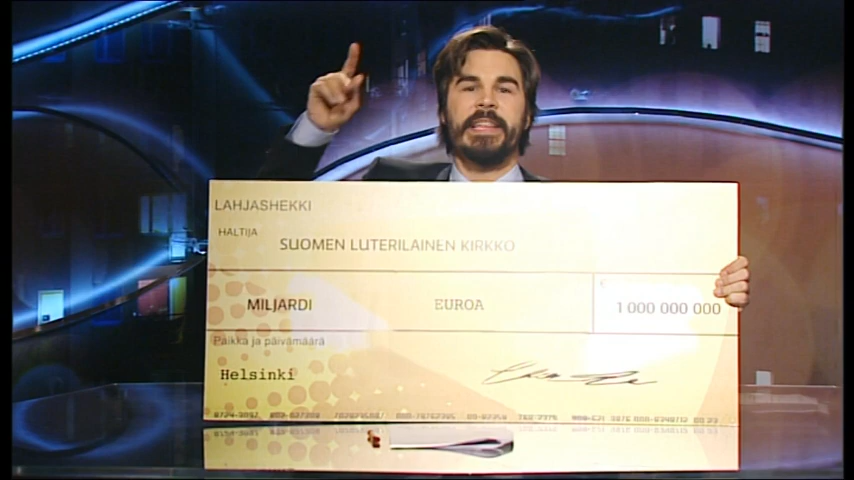 LAHJASHEKKI
HALTIJA
SUOMEN LUTERILAINEN KIRKKO
MILJARDI EUROA € 1 000 000 000
Paikka ja päivämäärä
Helsinki